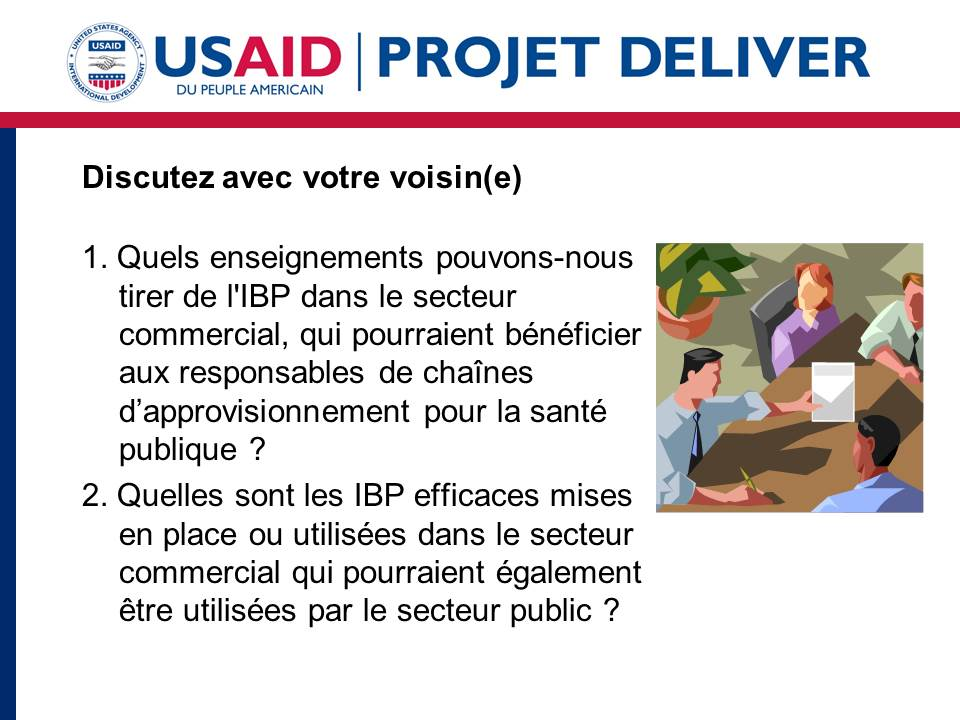 UNITED STATES AGENCY
USAID
INTERNATIONAL DEVELOPMENT
USAID | PROJET DELIVER
DU PEUPLE AMERICAIN
Discutez avec votre voisin(e)
1. Quels enseignements pouvons-nous
tirer de l'IBP dans le secteur
commercial, qui pourraient bénéficier
aux responsables de chaînes
d’approvisionnement pour la santé
publique ?
2. Quelles sont les IBP efficaces mises
en place ou utilisées dans le secteur
commercial qui pourraient également
être utilisées par le secteur public ?